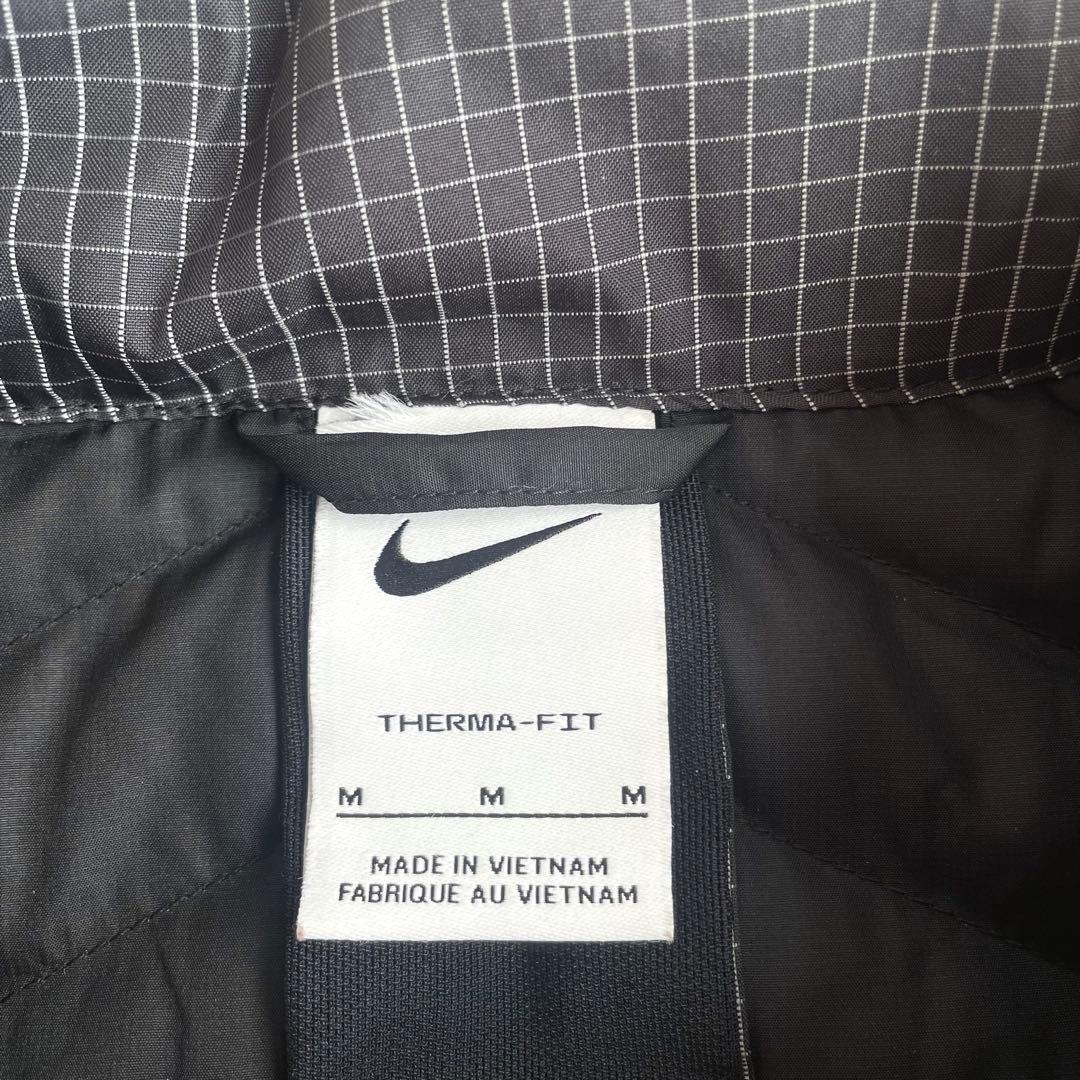 THERMA-FIT
M M M
MADE IN VIETNAM
FABRIQUE AU VIETNAM